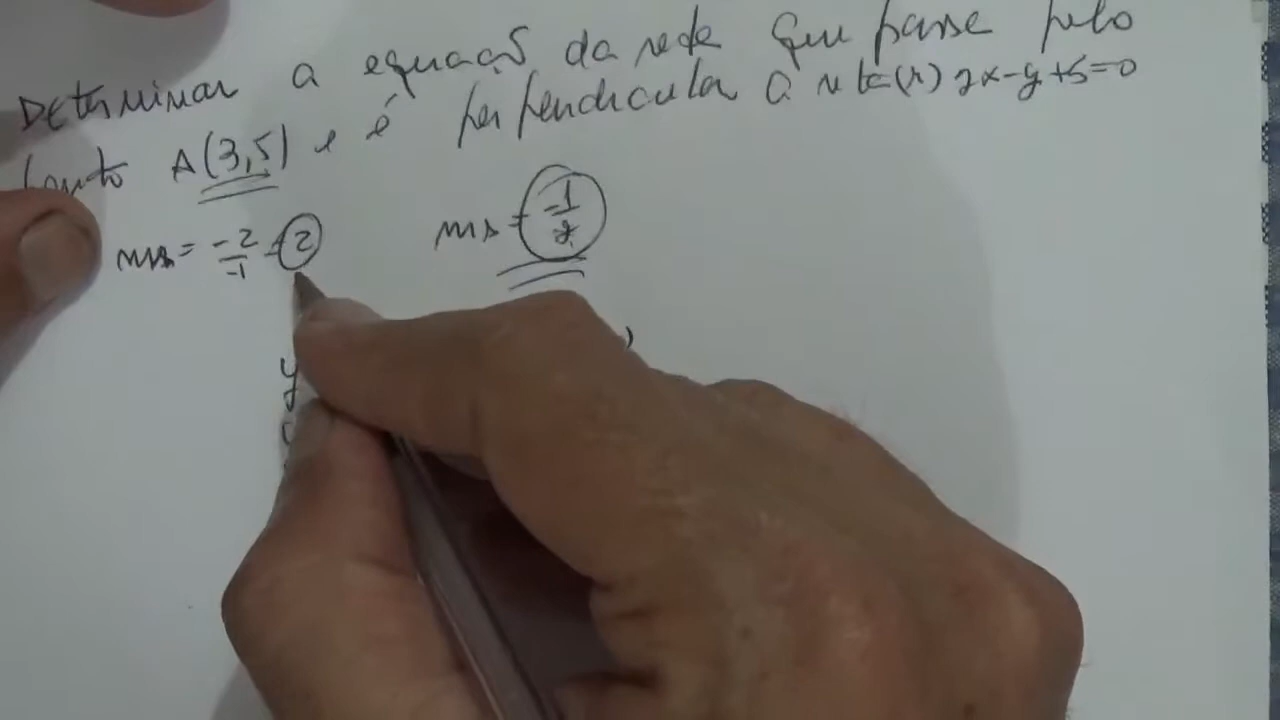 Determinar a equação da reta que passe pelo
ponto A(3,5) e é perpendicular a reta (r) 2x-y+5=0
mr = -2/-1 = 2 ms = -1/2
y